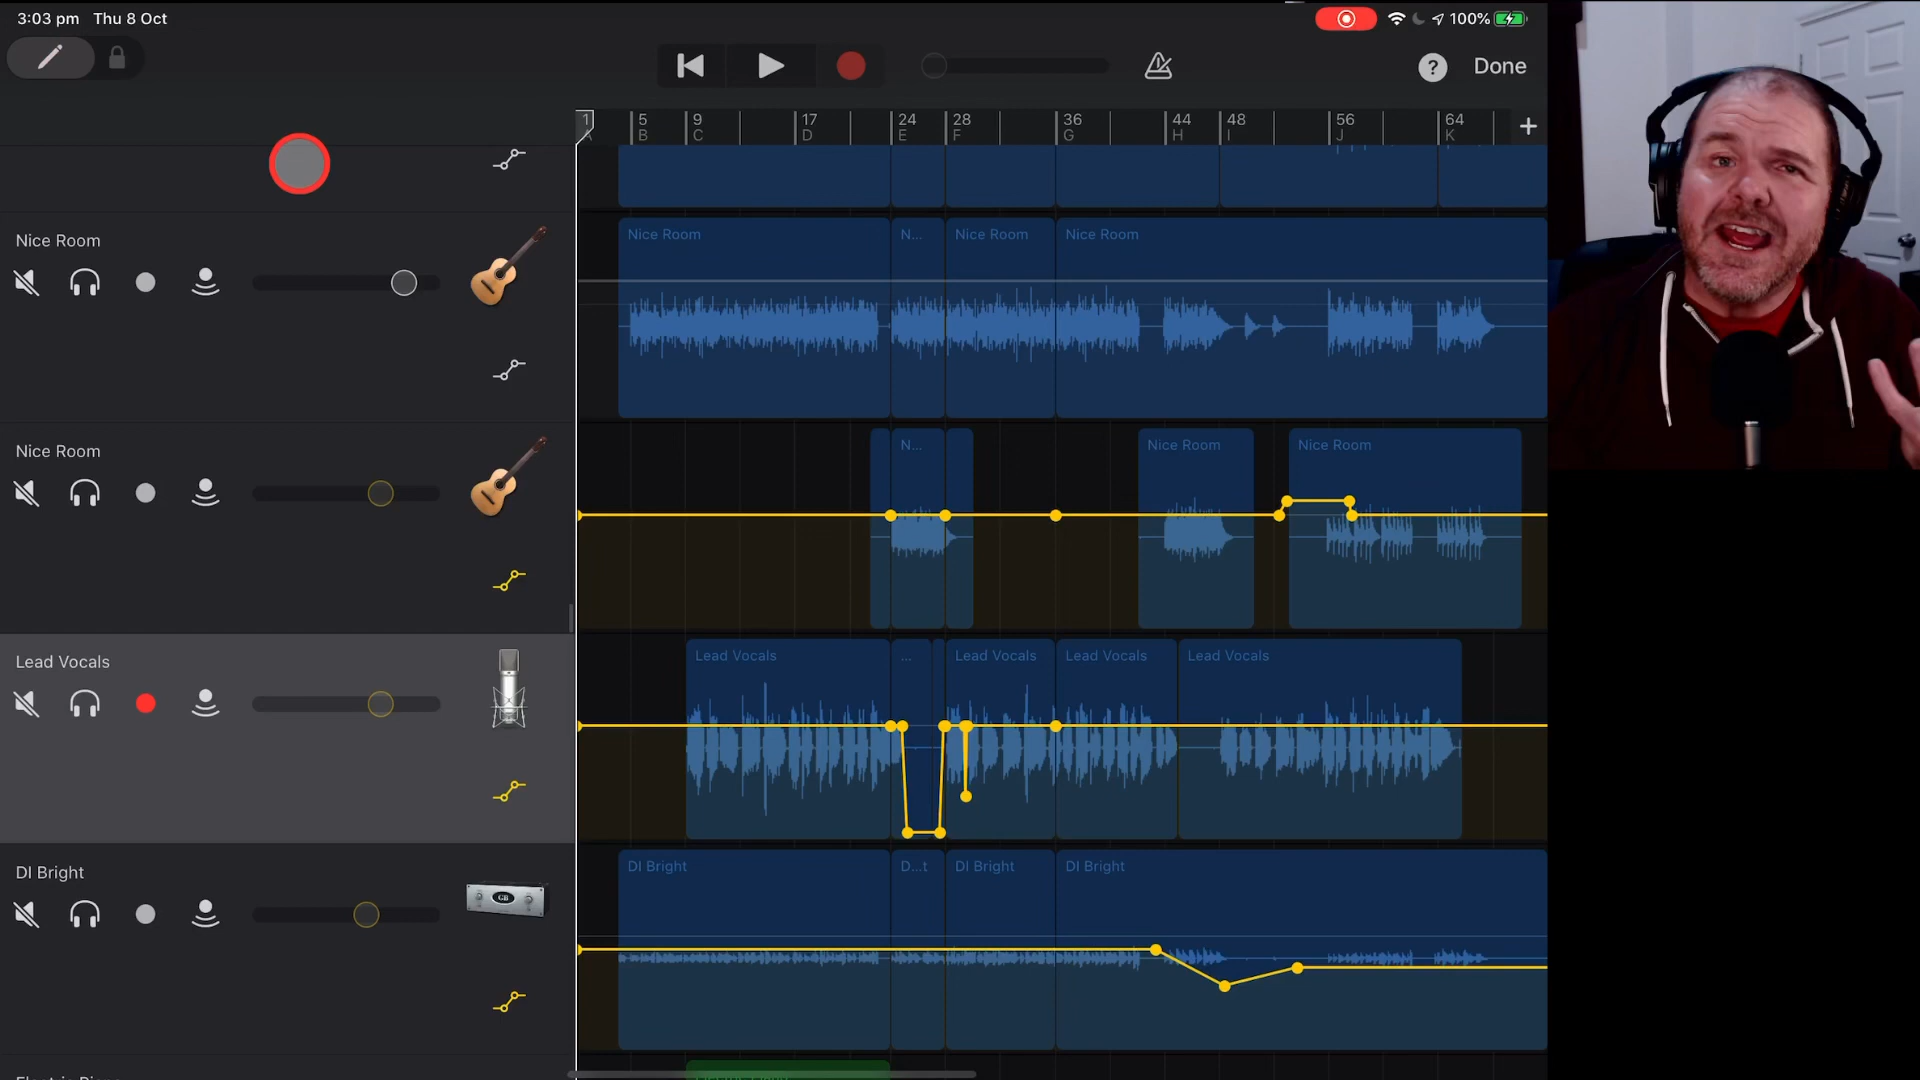 3:03 pm Thu 8 Oct
100%
? Done
1 5 9 17 24 28 36 44 48 56 64
A B C D E F G H I J K
Nice Room
Nice Room N... Nice Room Nice Room
Nice Room
N... Nice Room Nice Room
Lead Vocals
Lead Vocals ... Lead Vocals Lead Vocals Lead Vocals
DI Bright
GB
DI Bright D...t DI Bright DI Bright